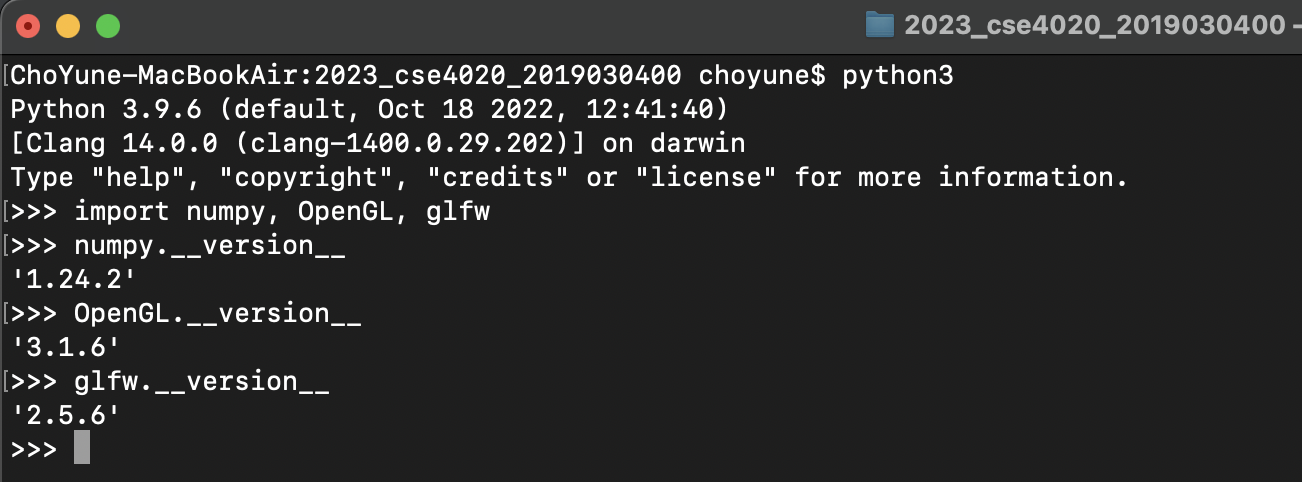 2023_cse4020_2019030400 –
[ChoYune-MacBookAir:2023_cse4020_2019030400 choyune$ python3
Python 3.9.6 (default, Oct 18 2022, 12:41:40)
[Clang 14.0.0 (clang-1400.0.29.202)] on darwin
Type "help", "copyright", "credits" or "license" for more information.
[>>> import numpy, OpenGL, glfw
[>>> numpy.__version__
'1.24.2'
[>>> OpenGL.__version__
'3.1.6'
[>>> glfw.__version__
'2.5.6'
>>>